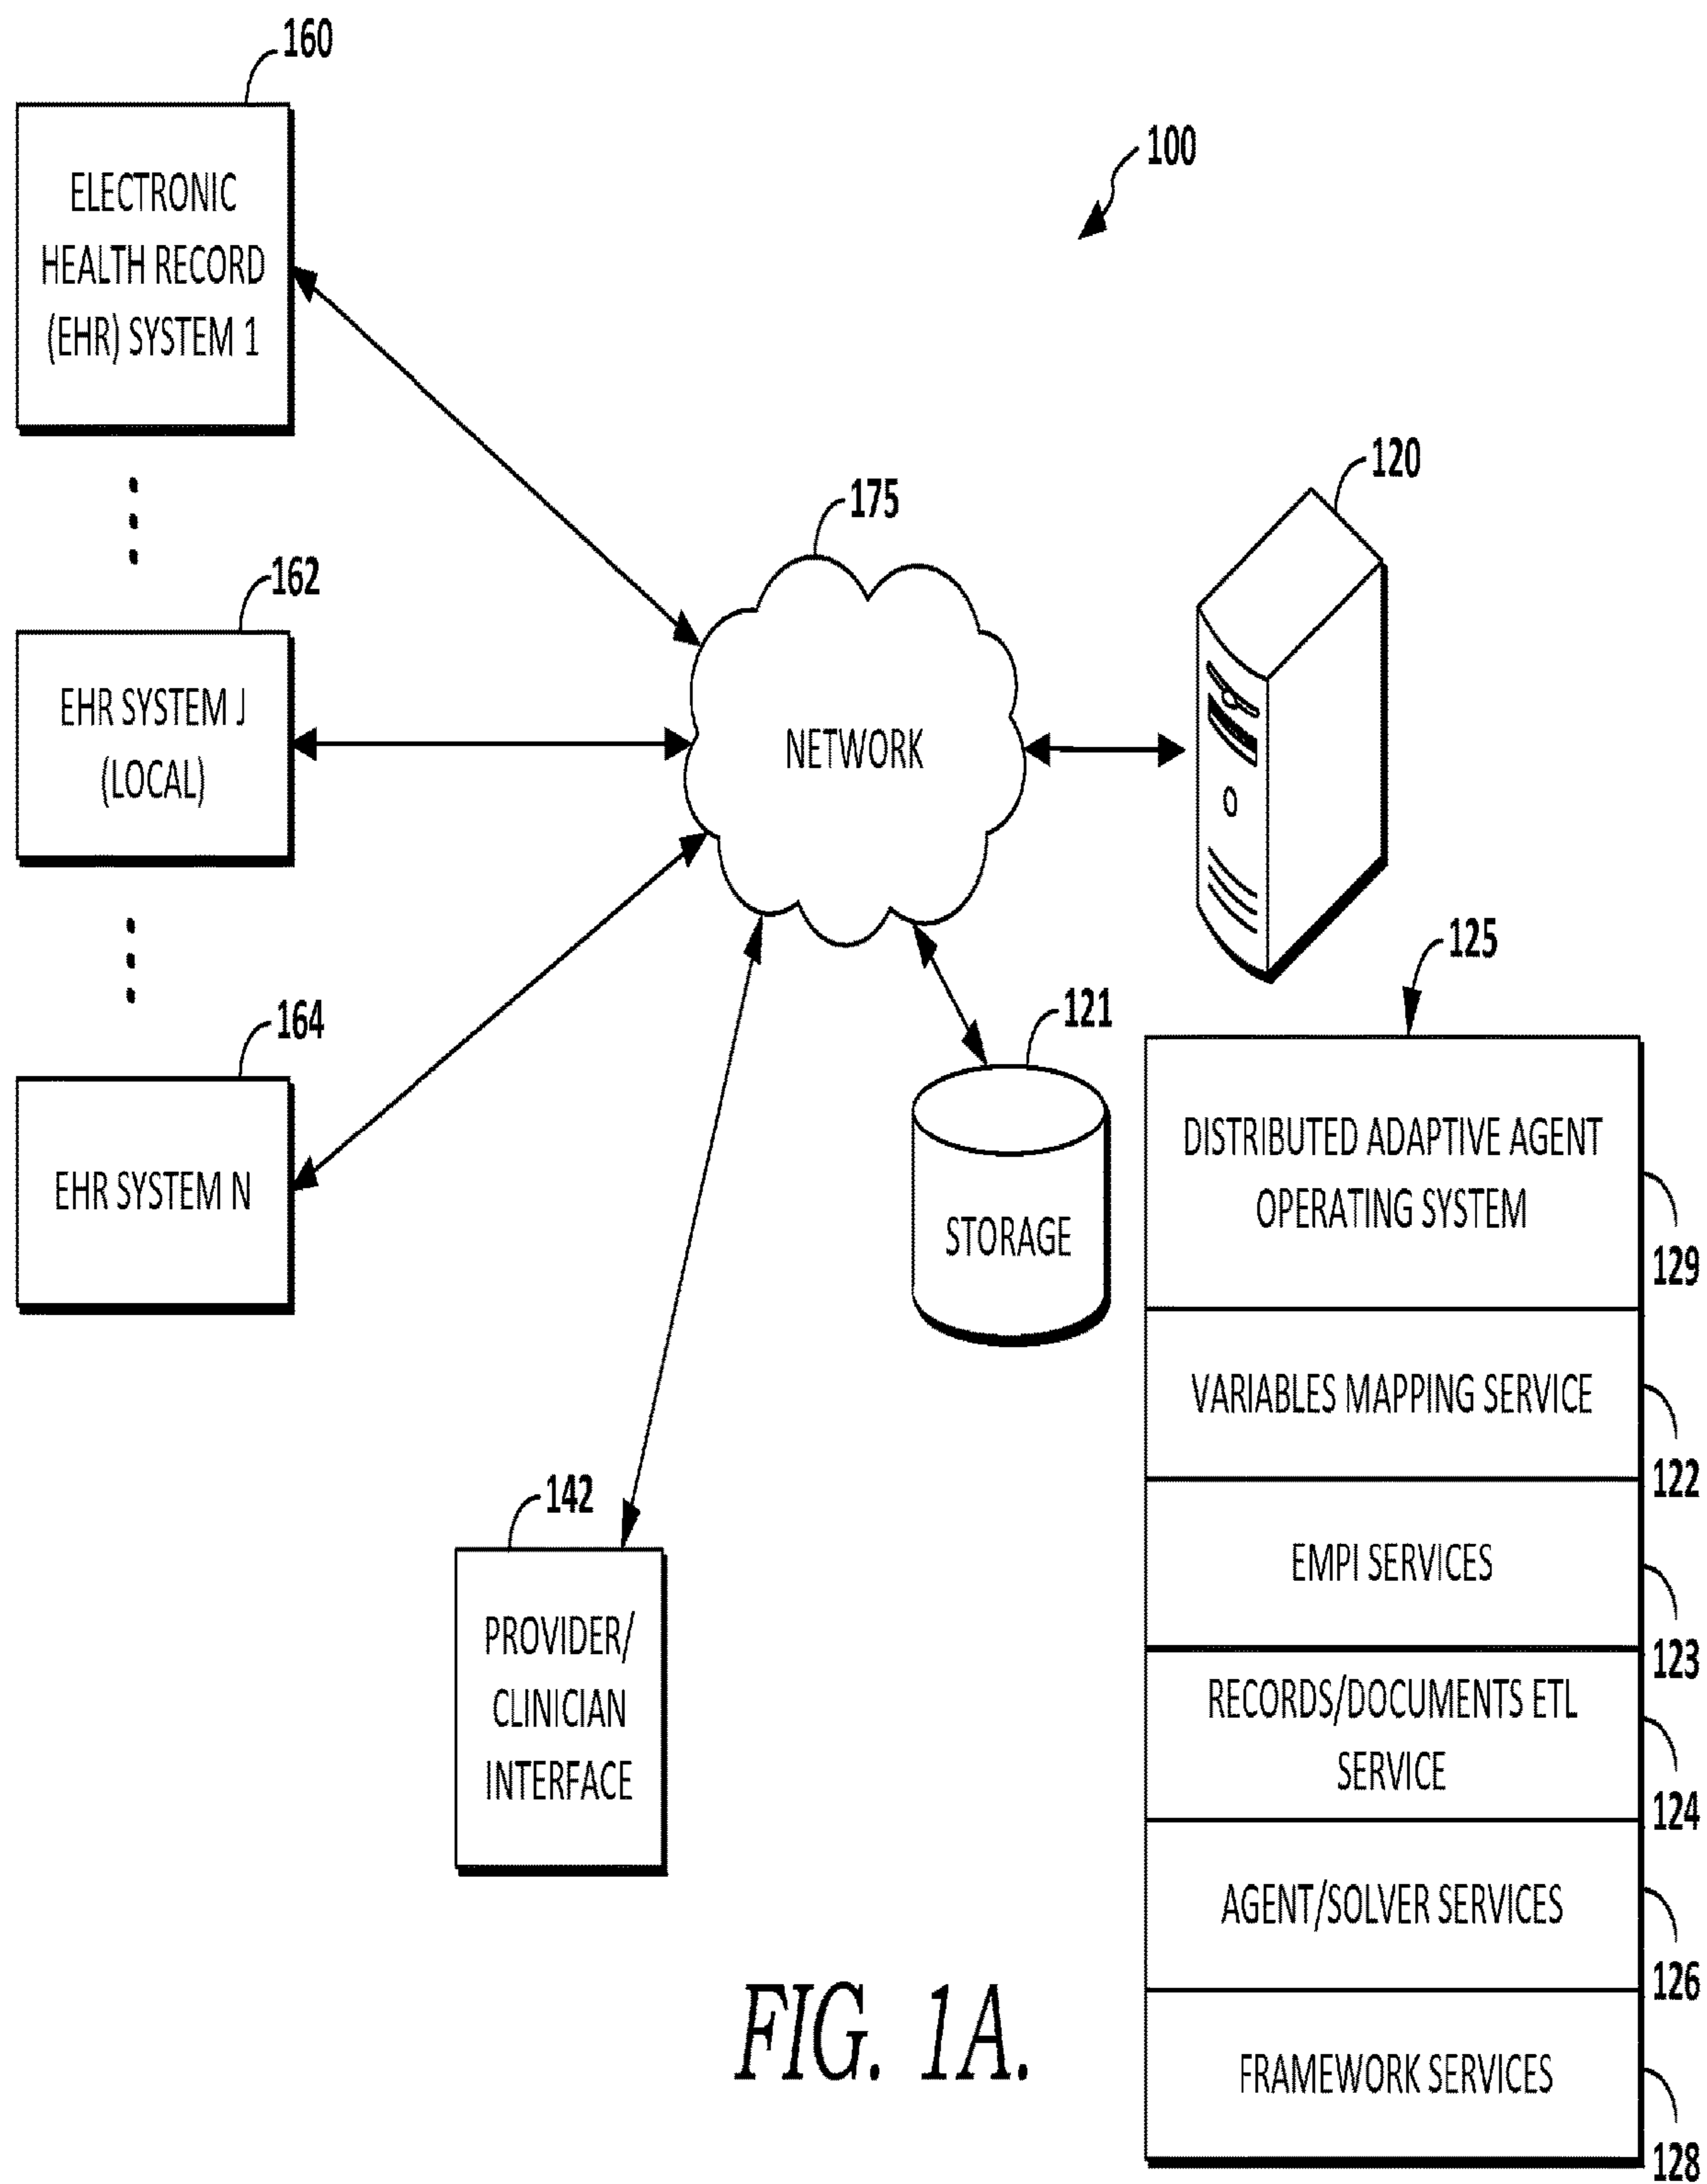 160
ELECTRONIC
HEALTH RECORD
(EHR) SYSTEM 1
100
120
175
162
EHR SYSTEM J
(LOCAL)
NETWORK
125
164
121
EHR SYSTEM N
STORAGE
DISTRIBUTED ADAPTIVE AGENT
OPERATING SYSTEM
129
VARIABLES MAPPING SERVICE
122
142
PROVIDER/
CLINICIAN
INTERFACE
EMPI SERVICES
123
RECORDS/DOCUMENTS ETL
SERVICE
124
AGENT/SOLVER SERVICES
126
FRAMEWORK SERVICES
128
FIG. 1A.